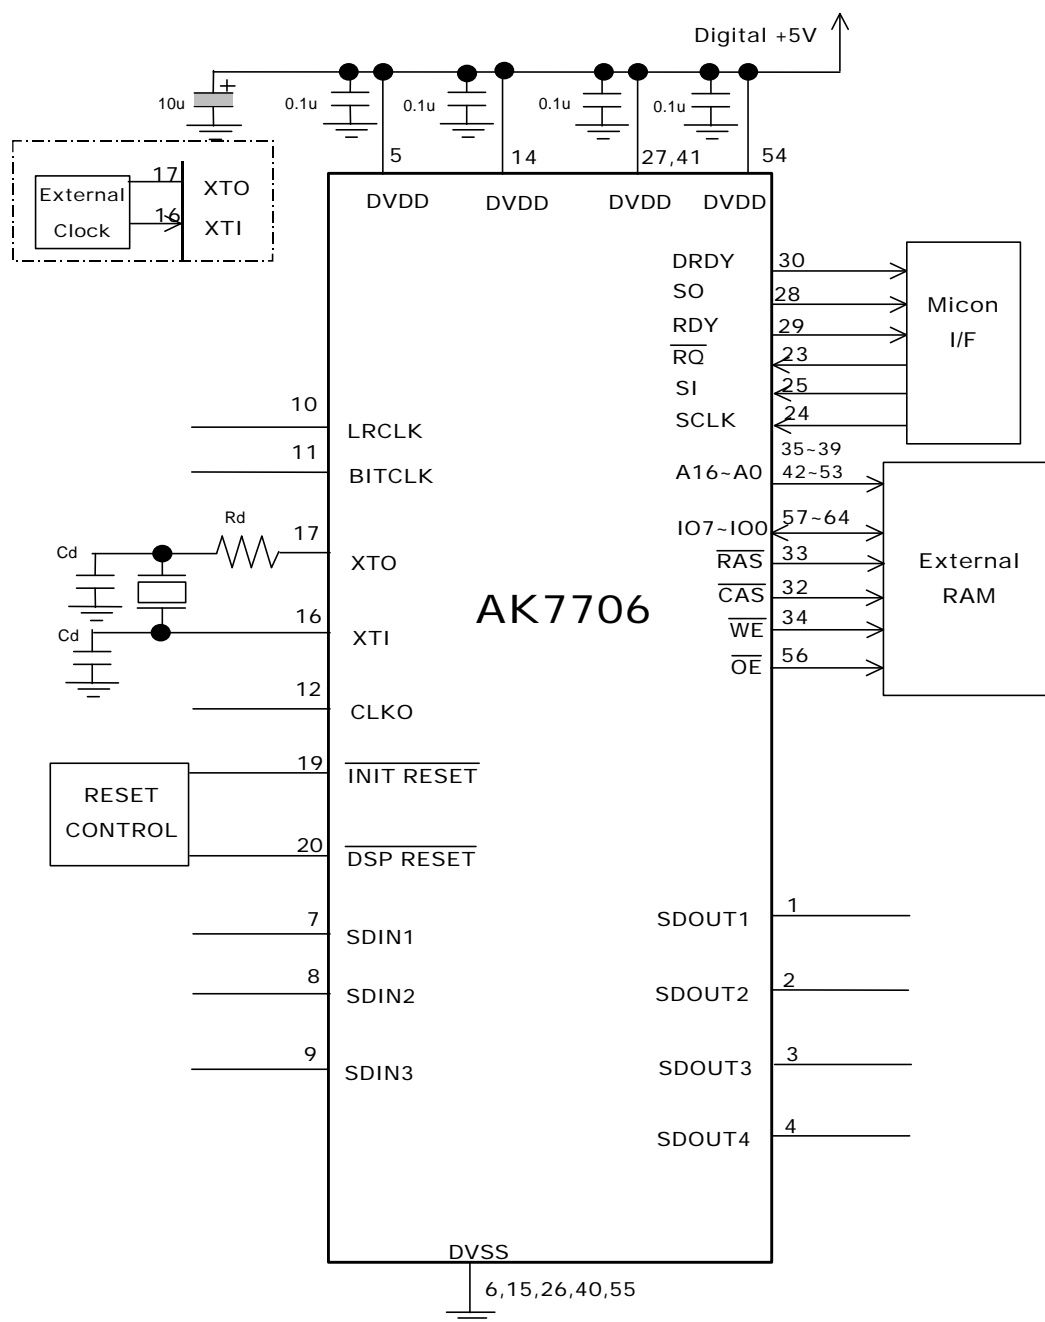 Digital +5V
+
10u
0.1u
0.1u
0.1u
0.1u
5
14
27,41
54
DVDD
DVDD
DVDD
DVDD
External
Clock
17
16
XTO
XTI
DRDY
30
SO
28
RDY
29
RQ
23
SI
25
SCLK
24
Micon
I/F
10
LRCLK
11
BITCLK
35~39
A16~A0
42~53
IO7~IO0
57~64
RAS
33
CAS
32
WE
34
OE
56
External
RAM
Rd
Cd
17
XTO
Cd
16
XTI
AK7706
12
CLKO
RESET
CONTROL
19
INIT RESET
20
DSP RESET
7
SDIN1
8
SDIN2
9
SDIN3
SDOUT1
1
SDOUT2
2
SDOUT3
3
SDOUT4
4
DVSS
6,15,26,40,55